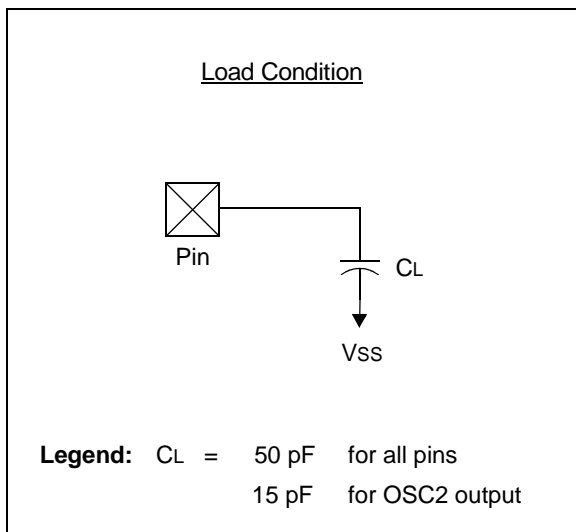 Load Condition
Pin
CL
VSS
Legend: CL = 50 pF for all pins
15 pF for OSC2 output